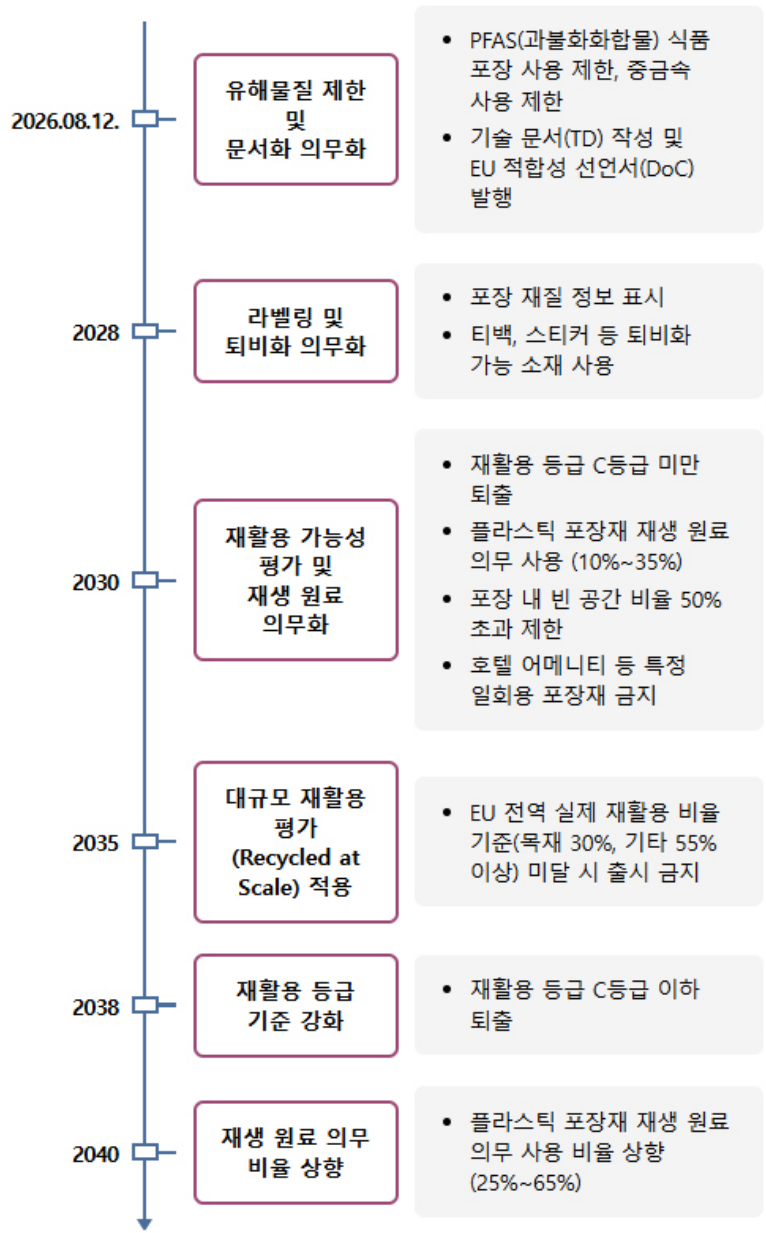 2026.08.12.
유해물질 제한
및
문서화 의무화
• PFAS(과불화화합물) 식품
포장 사용 제한, 중금속
사용 제한
• 기술 문서(TD) 작성 및
EU 적합성 선언서(DoC)
발행
2028
라벨링 및
퇴비화 의무화
• 포장 재질 정보 표시
• 티백, 스티커 등 퇴비화
가능 소재 사용
2030
재활용 가능성
평가 및
재생 원료
의무화
• 재활용 등급 C등급 미만
퇴출
• 플라스틱 포장재 재생 원료
의무 사용 (10%~35%)
• 포장 내 빈 공간 비율 50%
초과 제한
• 호텔 어메니티 등 특정
일회용 포장재 금지
2035
대규모 재활용
평가
(Recycled at
Scale) 적용
• EU 전역 실제 재활용 비율
기준(목재 30%, 기타 55%
이상) 미달 시 출시 금지
2038
재활용 등급
기준 강화
• 재활용 등급 C등급 이하
퇴출
2040
재생 원료 의무
비율 상향
• 플라스틱 포장재 재생 원료
의무 사용 비율 상향
(25%~65%)